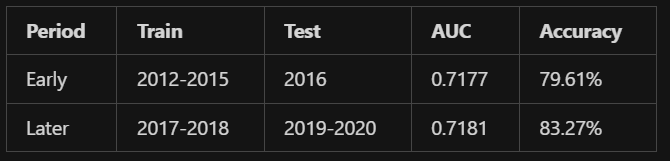 Period Train Test AUC Accuracy
Early 2012-2015 2016 0.7177 79.61%
Later 2017-2018 2019-2020 0.7181 83.27%